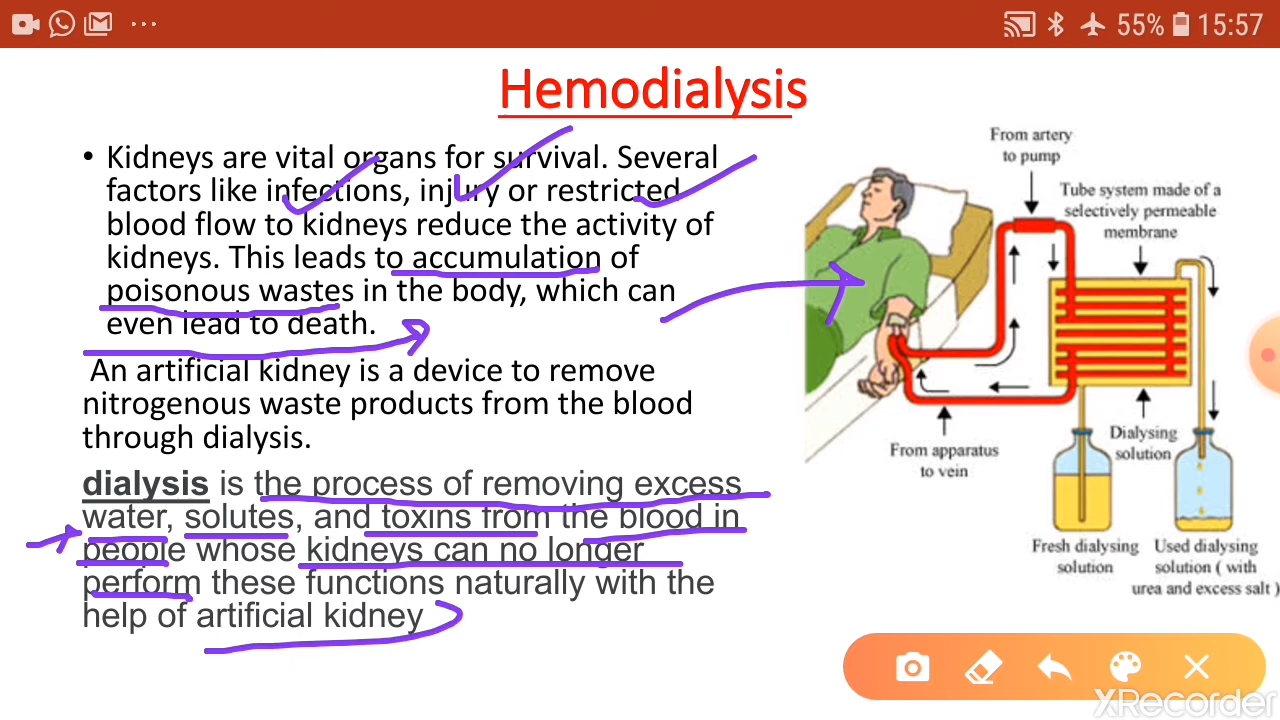 55% 15:57
Hemodialysis
• Kidneys are vital organs for survival. Several
factors like infections, injury or restricted
blood flow to kidneys reduce the activity of
kidneys. This leads to accumulation of
poisonous wastes in the body, which can
even lead to death.
An artificial kidney is a device to remove
nitrogenous waste products from the blood
through dialysis.
dialysis is the process of removing excess
water, solutes, and toxins from the blood in
people whose kidneys can no longer
perform these functions naturally with the
help of artificial kidney
From artery
to pump
Tube system made of a
selectively permeable
membrane
From apparatus
to vein
Dialysing
solution
Fresh dialysing
solution
Used dialysing
solution ( with
urea and excess salt )
XRecorder